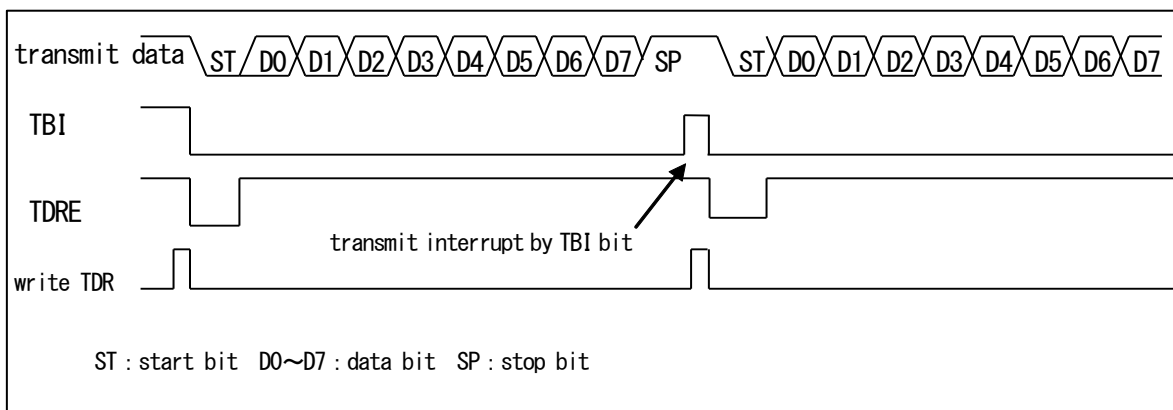 transmit data ST D0 D1 D2 D3 D4 D5 D6 D7 SP ST D0 D1 D2 D3 D4 D5 D6 D7
TBI
TDRE
transmit interrupt by TBI bit
write TDR
ST：start bit D0～D7：data bit SP：stop bit